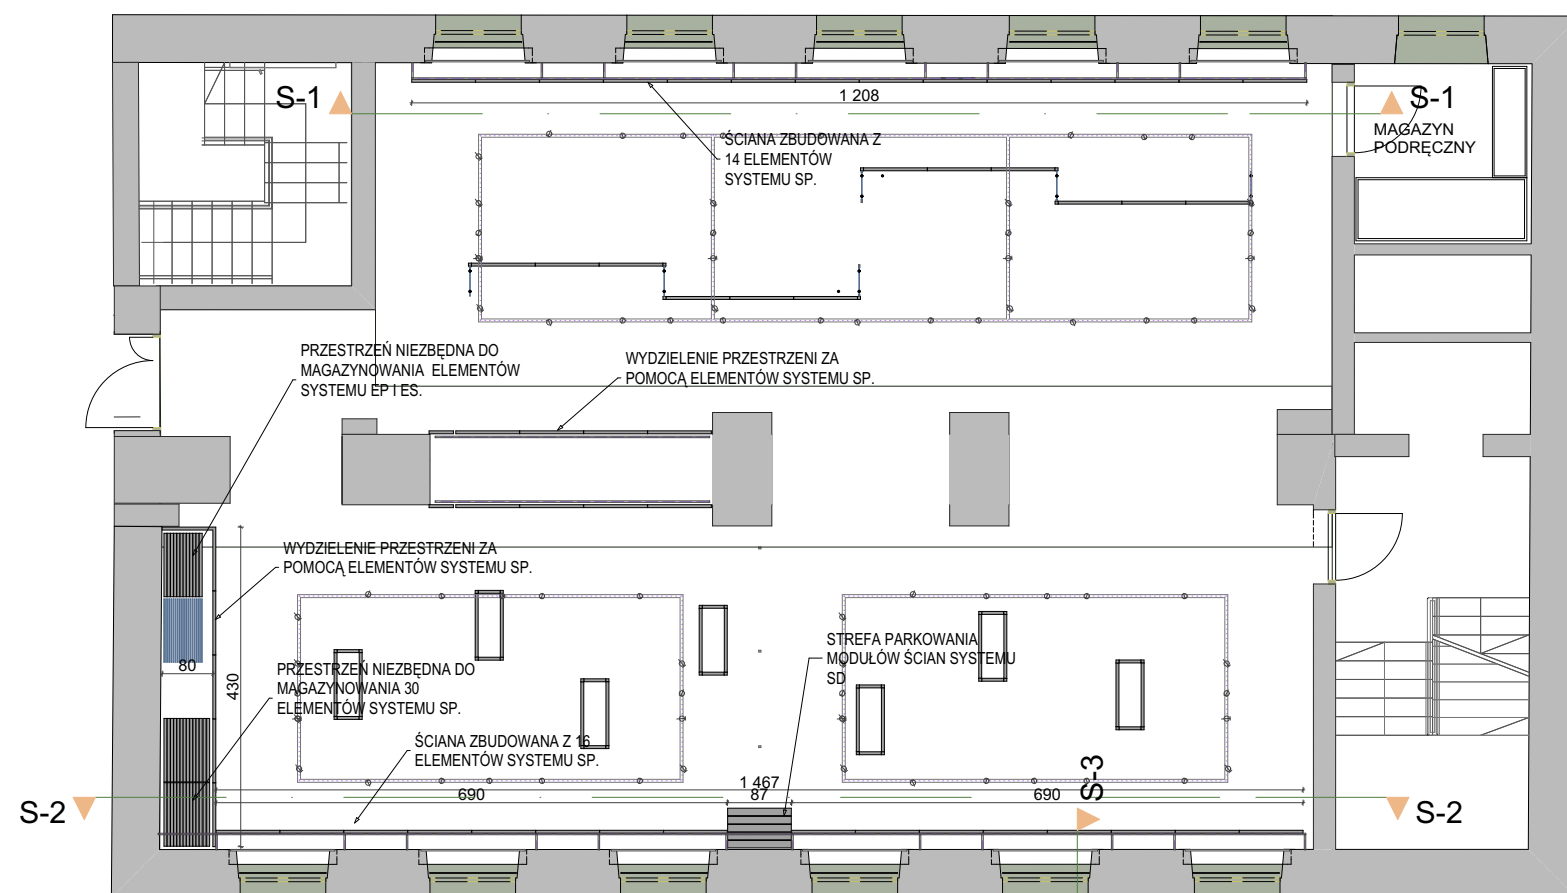 S-1
1 208
S-1
MAGAZYN
PODRĘCZNY
ŚCIANA ZBUDOWANA Z
14 ELEMENTÓW
SYSTEMU SP.
PRZESTRZEŃ NIEZBĘDNA DO
MAGAZYNOWANIA ELEMENTÓW
SYSTEMU EP I ES.
WYDZIELENIE PRZESTRZENI ZA
POMOCĄ ELEMENTÓW SYSTEMU SP.
WYDZIELENIE PRZESTRZENI ZA
POMOCĄ ELEMENTÓW SYSTEMU SP.
80
430
PRZESTRZEŃ NIEZBĘDNA DO
MAGAZYNOWANIA 30
ELEMENTÓW SYSTEMU SP.
STREFA PARKOWANIA
MODUŁÓW ŚCIAN SYSTEMU
SD
ŚCIANA ZBUDOWANA Z 16
ELEMENTÓW SYSTEMU SP.
1 467
690
87
690
S-3
S-2
S-2